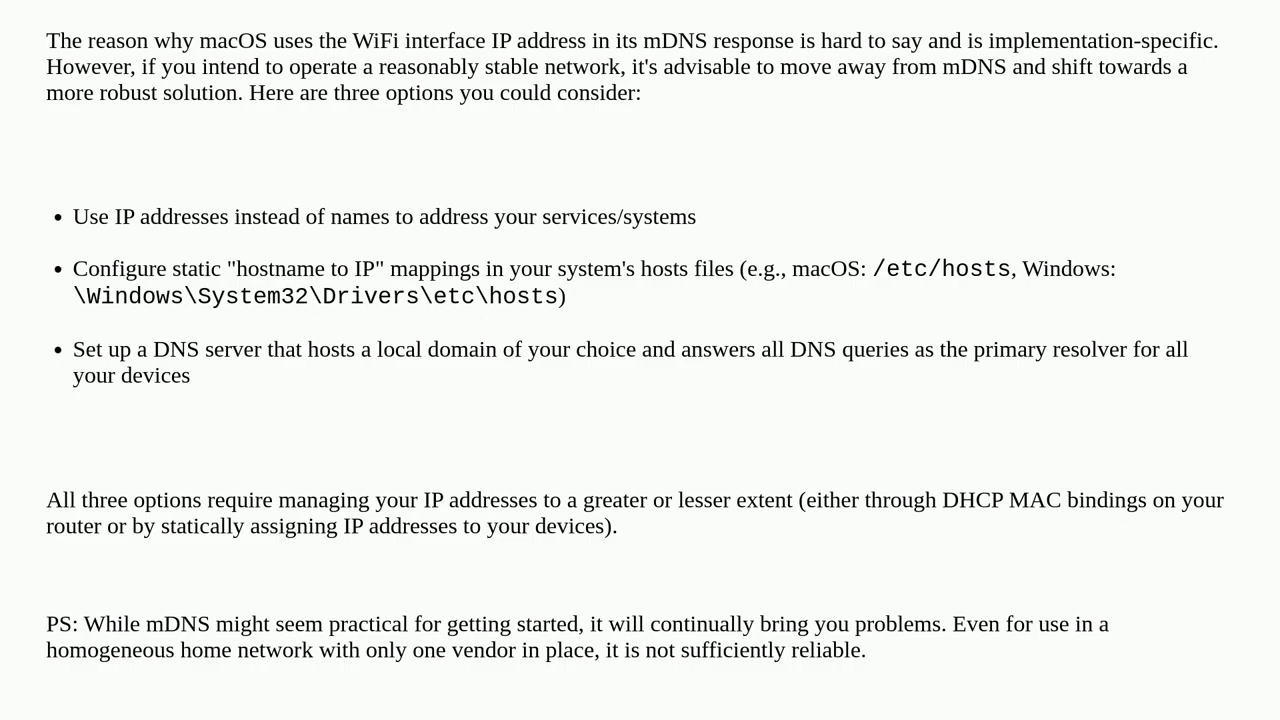 The reason why macOS uses the WiFi interface IP address in its mDNS response is hard to say and is implementation-specific.
However, if you intend to operate a reasonably stable network, it's advisable to move away from mDNS and shift towards a
more robust solution. Here are three options you could consider:
• Use IP addresses instead of names to address your services/systems
• Configure static "hostname to IP" mappings in your system's hosts files (e.g., macOS: /etc/hosts, Windows:
\Windows\System32\Drivers\etc\hosts)
• Set up a DNS server that hosts a local domain of your choice and answers all DNS queries as the primary resolver for all
your devices
All three options require managing your IP addresses to a greater or lesser extent (either through DHCP MAC bindings on your
router or by statically assigning IP addresses to your devices).
PS: While mDNS might seem practical for getting started, it will continually bring you problems. Even for use in a
homogeneous home network with only one vendor in place, it is not sufficiently reliable.